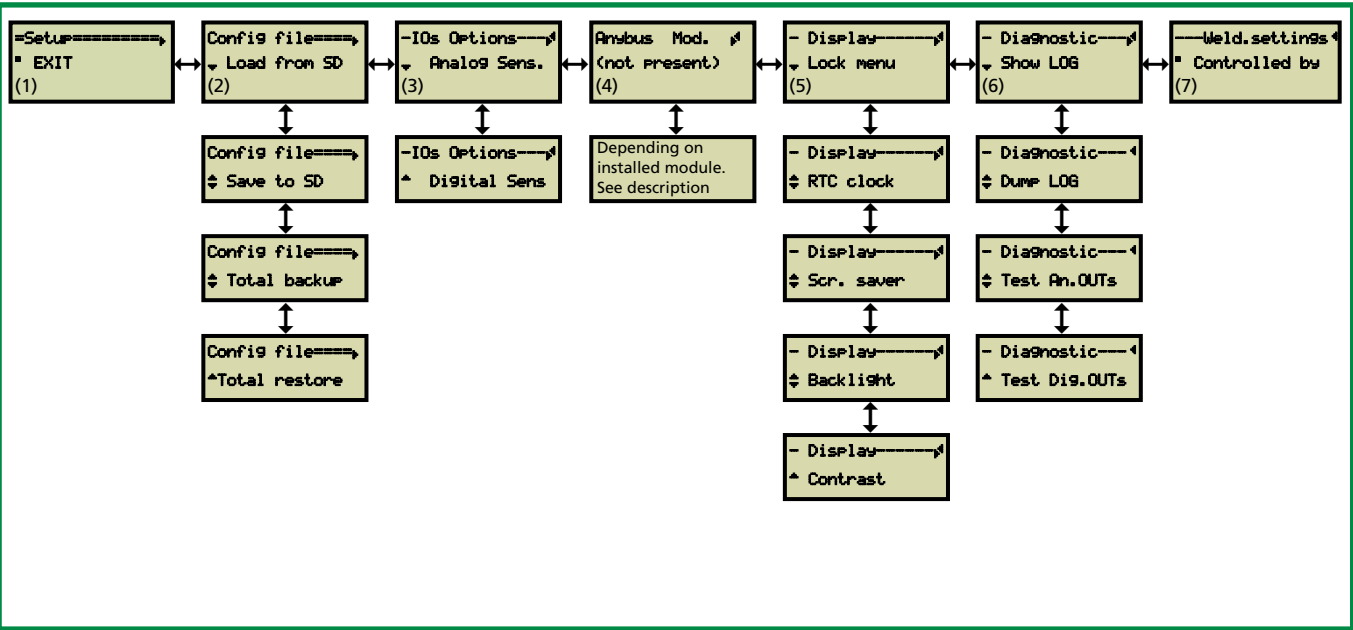 =Setup=========
EXIT
(1)
Config file====
Load from SD
(2)
-IOs Options---
Analog Sens.
(3)
Anybus Mod.
(not present)
(4)
- Display------
Lock menu
(5)
- Diagnostic---
Show LOG
(6)
---Weld.settings
Controlled by
(7)
Config file====
Save to SD
-IOs Options---
Digital Sens
Depending on
installed module.
See description
- Display------
RTC clock
- Diagnostic---
Dump LOG
Config file====
Total backup
- Display------
Scr. saver
- Diagnostic---
Test An.OUTs
Config file====
Total restore
- Display------
Backlight
- Diagnostic---
Test Dig.OUTs
- Display------
Contrast